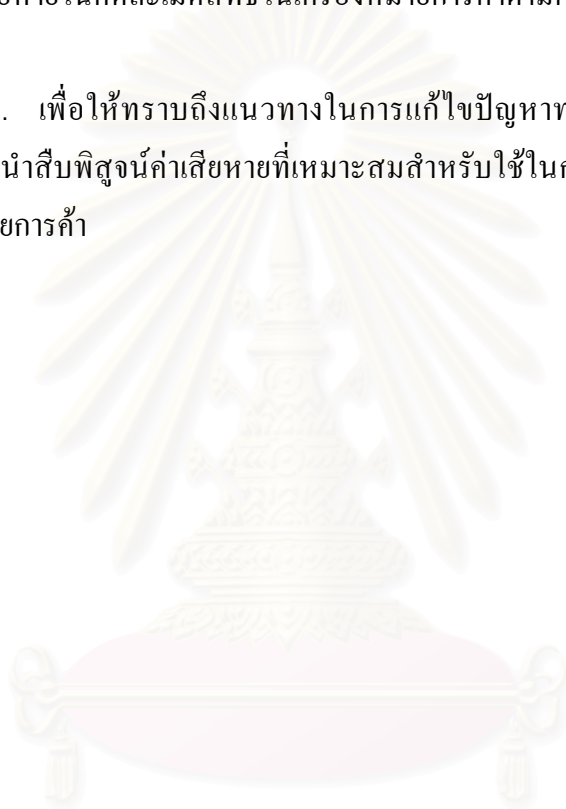 . เพื่อให้ทราบถึงแนวทางในการแก้ไขปัญหาท
นำสืบพิสูจน์ค่าเสียหายที่เหมาะสมสำหรับใช้ในก
ยการค้า